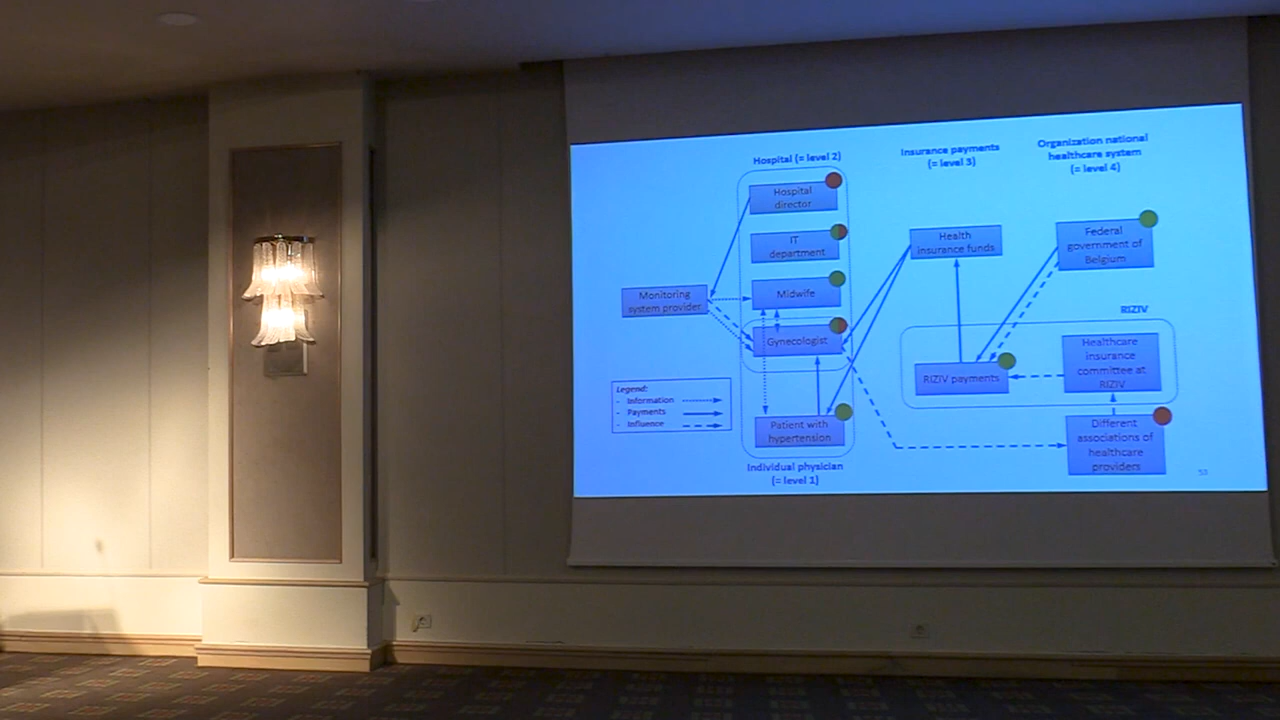 Hospital (= level 2)
Insurance payments
(= level 3)
Organization national
healthcare system
(= level 4)
Hospital
director
IT
department
Midwife
Gynecologist
Monitoring
system provider
Health
insurance funds
Federal
government of
Belgium
RIZIV
RIZIV payments
Healthcare
insurance
committee at
RIZIV
Legend:
- Information
- Payments
- Influence
Patient with
hypertension
Different
associations of
healthcare
providers
Individual physician
(= level 1)